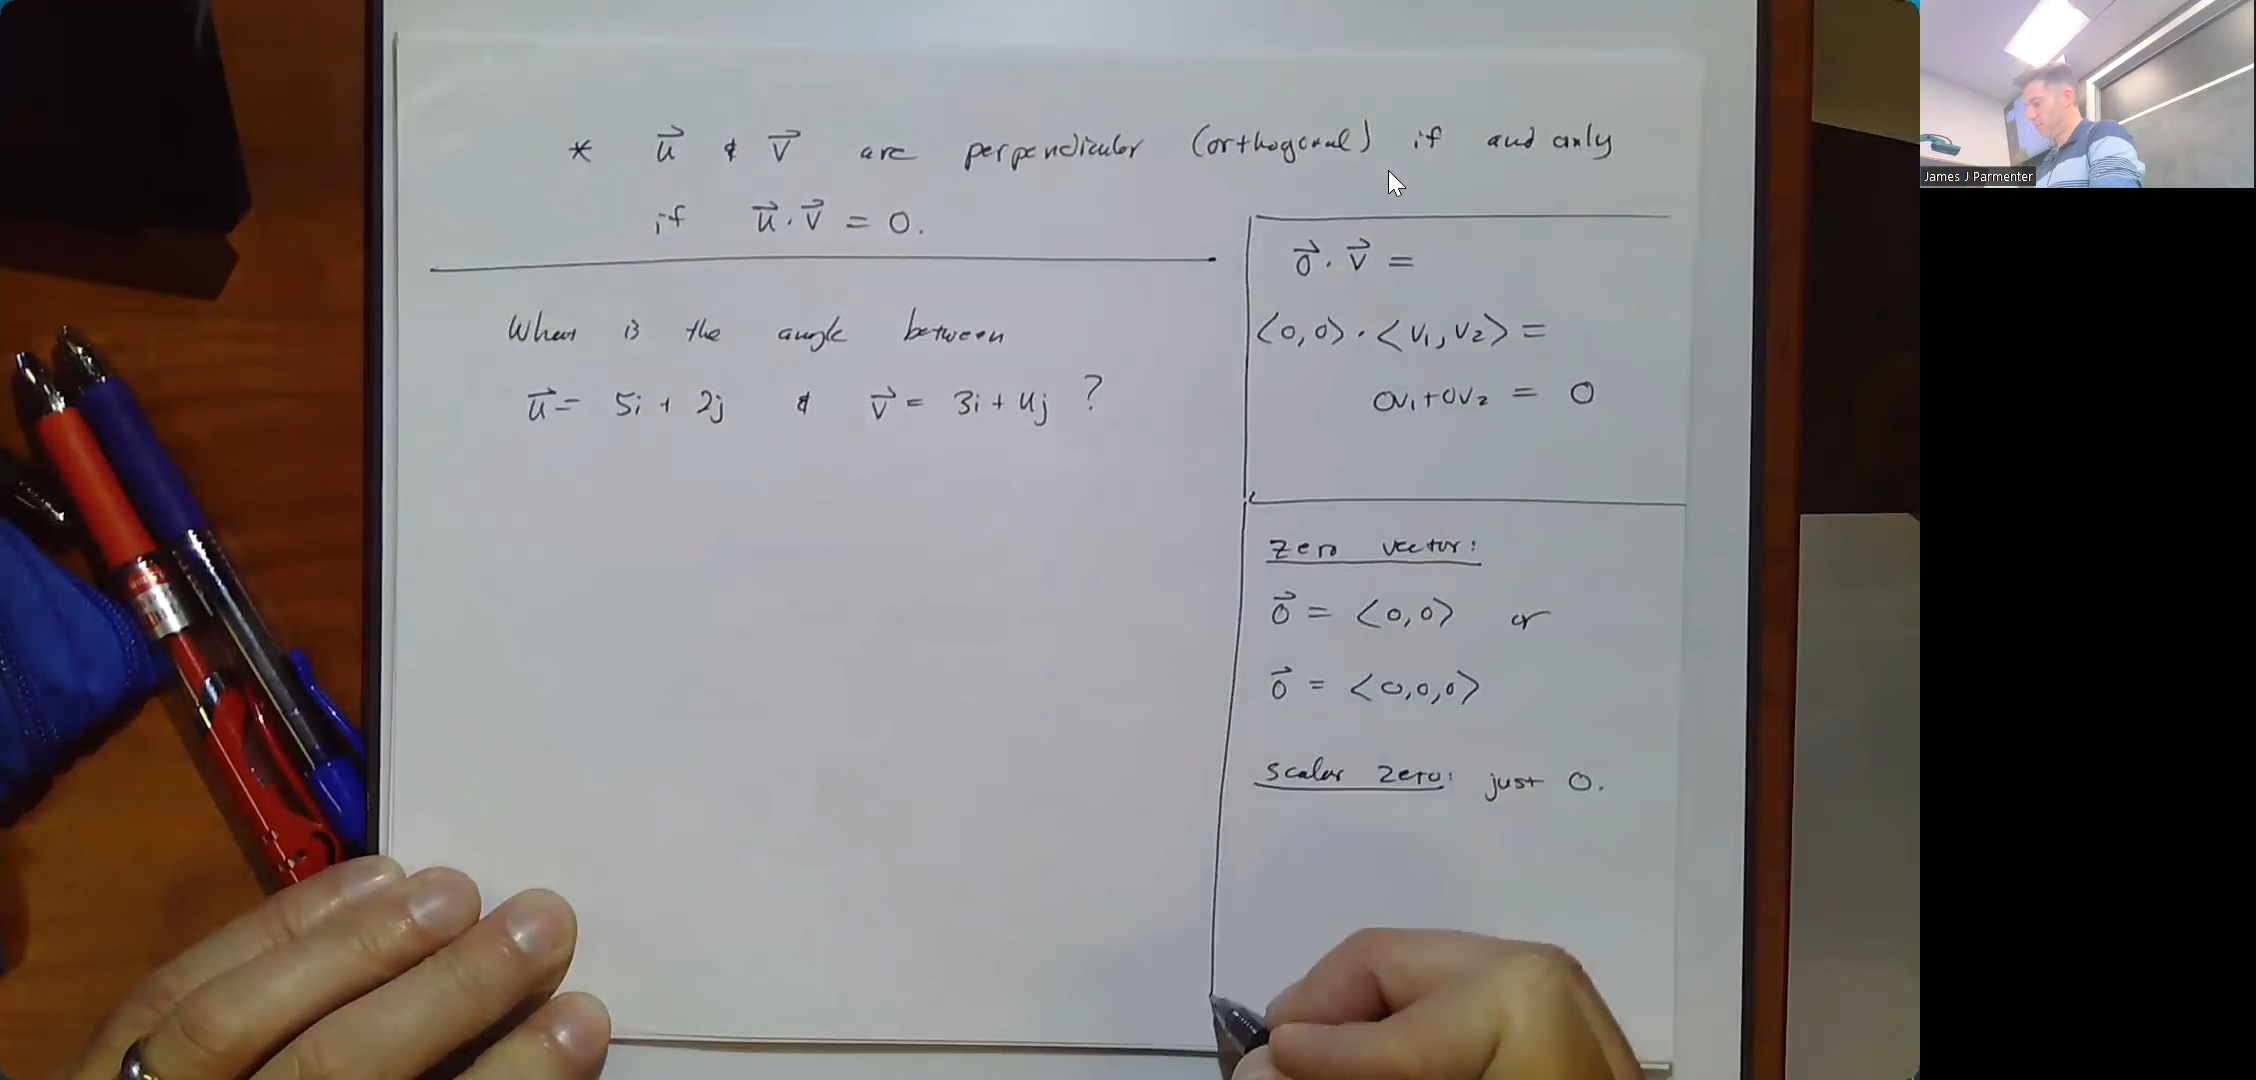 * u⃗ & v⃗ are perpendicular (orthogonal) if and only
if u⃗ · v⃗ = 0.
What is the angle between
u⃗ = 5i + 2j & v⃗ = 3i + 4j ?
0⃗ · v⃗ =
⟨0,0⟩ · ⟨v₁, v₂⟩ =
0v₁ + 0v₂ = 0
Zero vector:
0⃗ = ⟨0,0⟩ or
0⃗ = ⟨0,0,0⟩
Scalar zero: just 0.
James J Parmenter